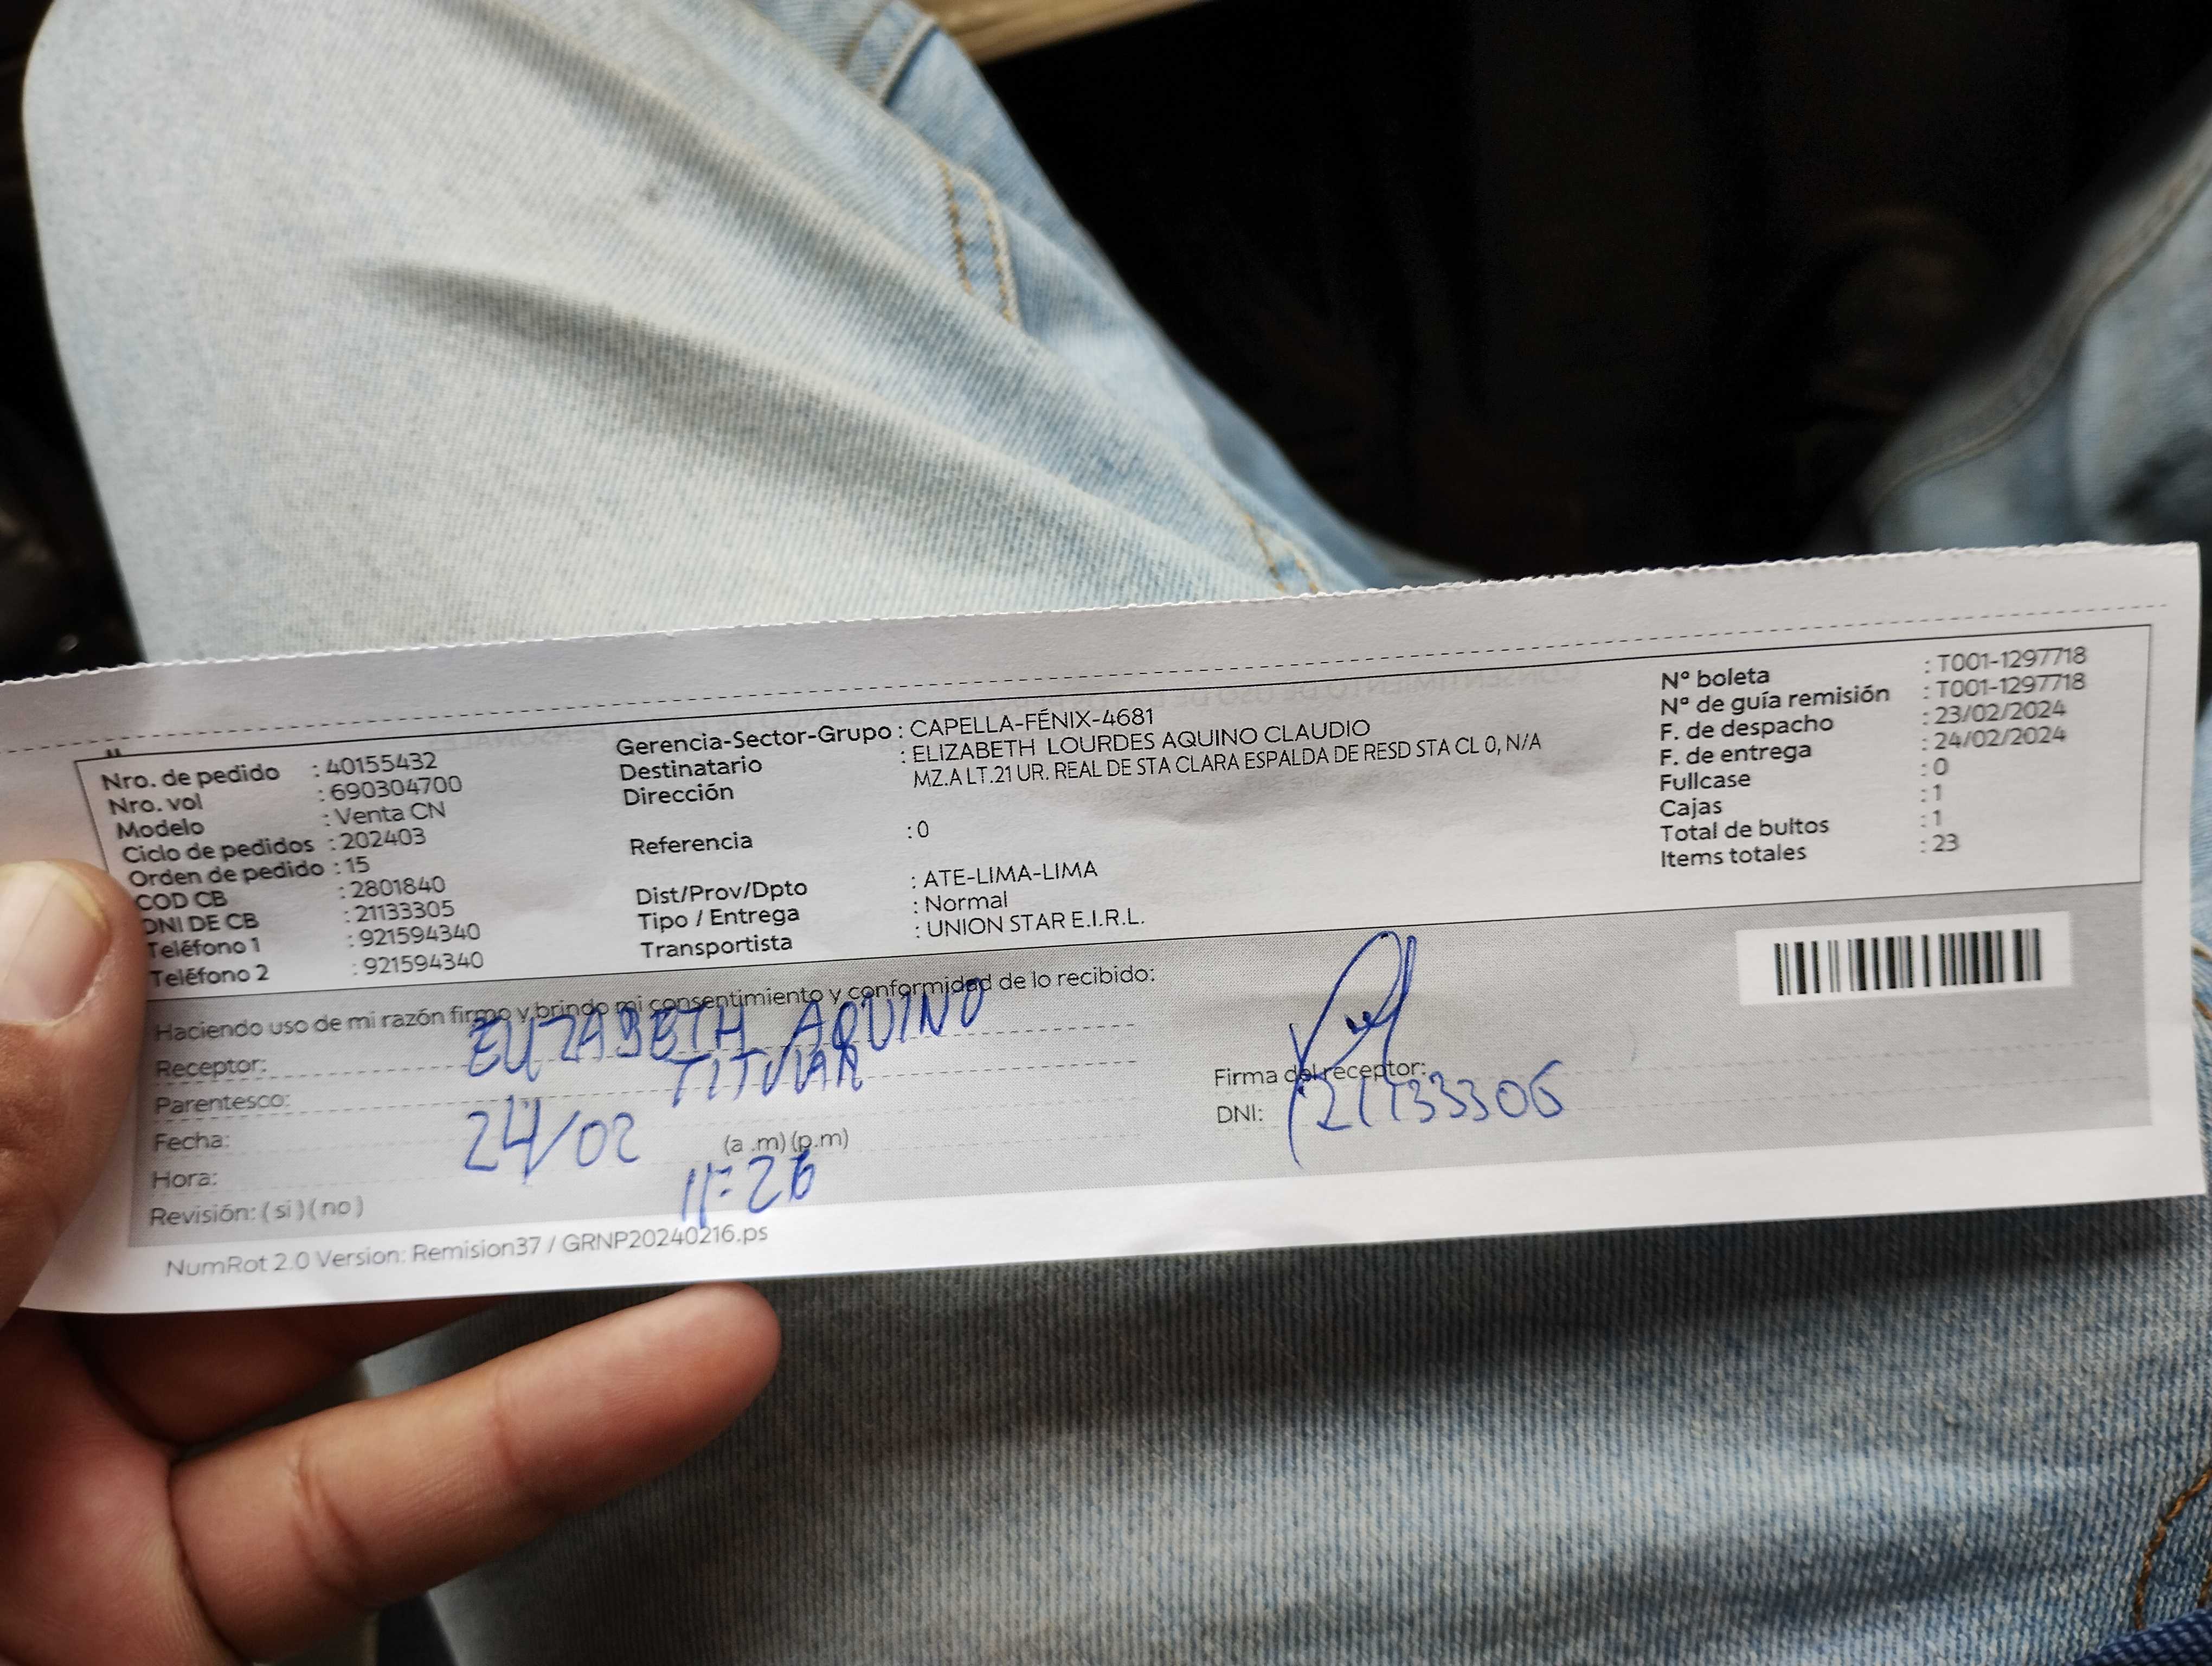 Nro. de pedido : 40155432
Nro. vol : 690304700
Modelo : Venta CN
Ciclo de pedidos : 202403
Orden de pedido : 15
COD CB : 2801840
DNI DE CB : 21133305
Teléfono 1 : 921594340
Teléfono 2 : 921594340
Gerencia-Sector-Grupo : CAPELLA-FÉNIX-4681
Destinatario : ELIZABETH LOURDES AQUINO CLAUDIO
Dirección MZ.A LT.21 UR. REAL DE STA CLARA ESPALDA DE RESD STA CL 0, N/A
Referencia : 0
Dist/Prov/Dpto : ATE-LIMA-LIMA
Tipo / Entrega : Normal
Transportista : UNION STAR E.I.R.L.
N° boleta : T001-1297718
N° de guía remisión : T001-1297718
F. de despacho : 23/02/2024
F. de entrega : 24/02/2024
Fullcase : 0
Cajas : 1
Total de bultos : 1
Items totales : 23
Haciendo uso de mi razón firmo y brindo mi consentimiento y conformidad de lo recibido:
Receptor: ELIZABETH AQUINO
Parentesco: TITULAR
Fecha: 24/02
Hora: 11:26 (a .m) (p.m)
Revisión: ( si ) ( no )
Firma del receptor:
DNI: 21133306
NumRot 2.0 Version: Remision37 / GRNP20240216.ps